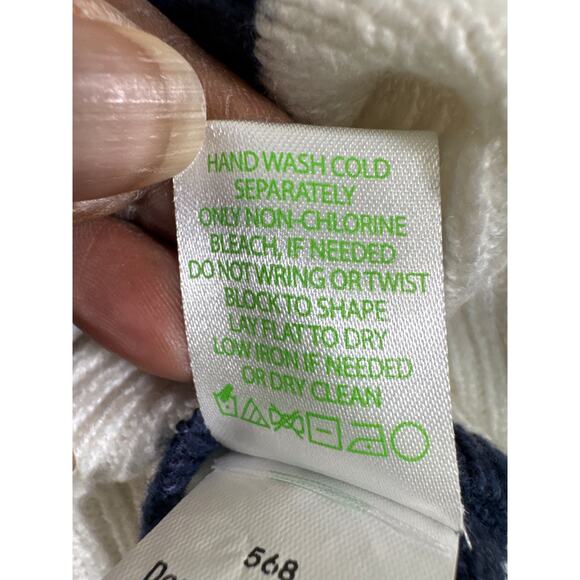 HAND WASH COLD
SEPARATELY
ONLY NON-CHLORINE
BLEACH, IF NEEDED
DO NOT WRING OR TWIST
BLOCK TO SHAPE
LAY FLAT TO DRY
LOW IRON IF NEEDED
OR DRY CLEAN
568